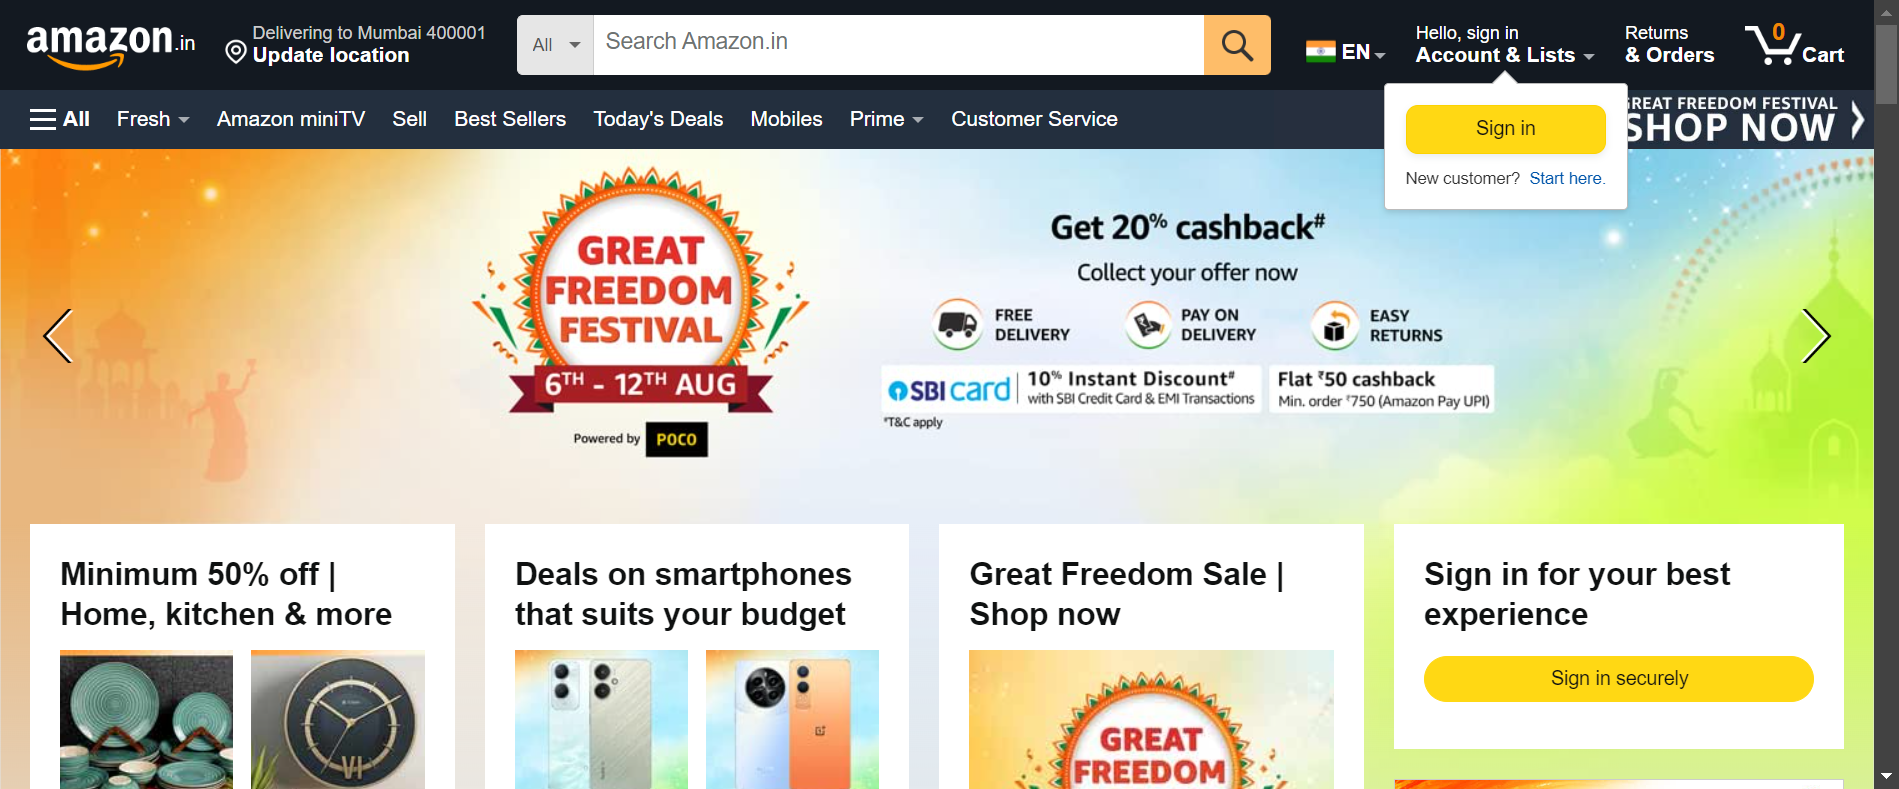 amazon.in
Delivering to Mumbai 400001
Update location
All
Search Amazon.in
EN
Hello, sign in
Account & Lists
Returns
& Orders
0
Cart
All
Fresh
Amazon miniTV
Sell
Best Sellers
Today's Deals
Mobiles
Prime
Customer Service
GREAT FREEDOM FESTIVAL
SHOP NOW
Sign in
New customer? Start here.
GREAT
FREEDOM
FESTIVAL
6TH - 12TH AUG
Powered by POCO
Get 20% cashback#
Collect your offer now
FREE
DELIVERY
PAY ON
DELIVERY
EASY
RETURNS
SBI card
10% Instant Discount#
with SBI Credit Card & EMI Transactions
Flat ₹50 cashback
Min. order ₹750 (Amazon Pay UPI)
#T&C apply
Minimum 50% off |
Home, kitchen & more
Deals on smartphones
that suits your budget
Great Freedom Sale |
Shop now
Sign in for your best
experience
Sign in securely
VI
GREAT
FREEDOM